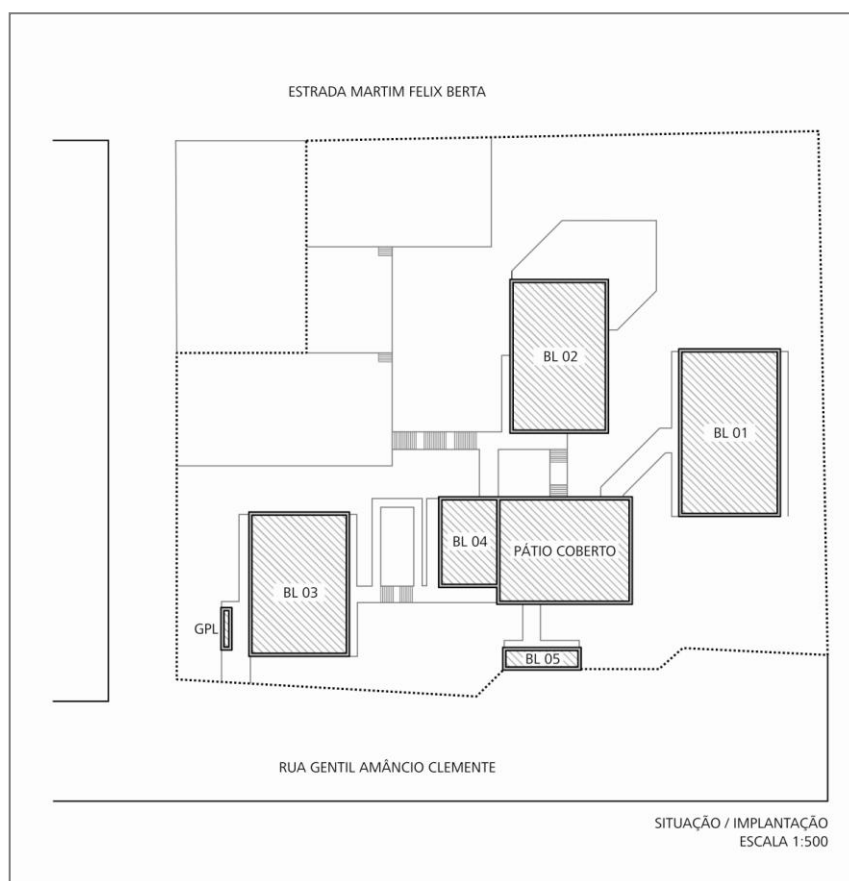 ESTRADA MARTIM FELIX BERTA
BL 02
BL 01
BL 04
PÁTIO COBERTO
BL 03
GPL
BL 05
RUA GENTIL AMÂNCIO CLEMENTE
SITUAÇÃO / IMPLANTAÇÃO
ESCALA 1:500